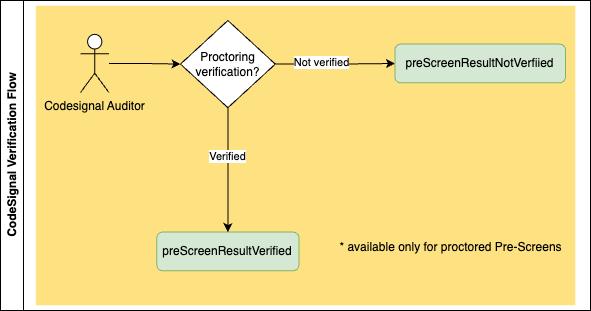 CodeSignal Verification Flow
Codesignal Auditor
Proctoring
verification?
Not verified
preScreenResultNotVerfiied
Verified
preScreenResultVerified
* available only for proctored Pre-Screens